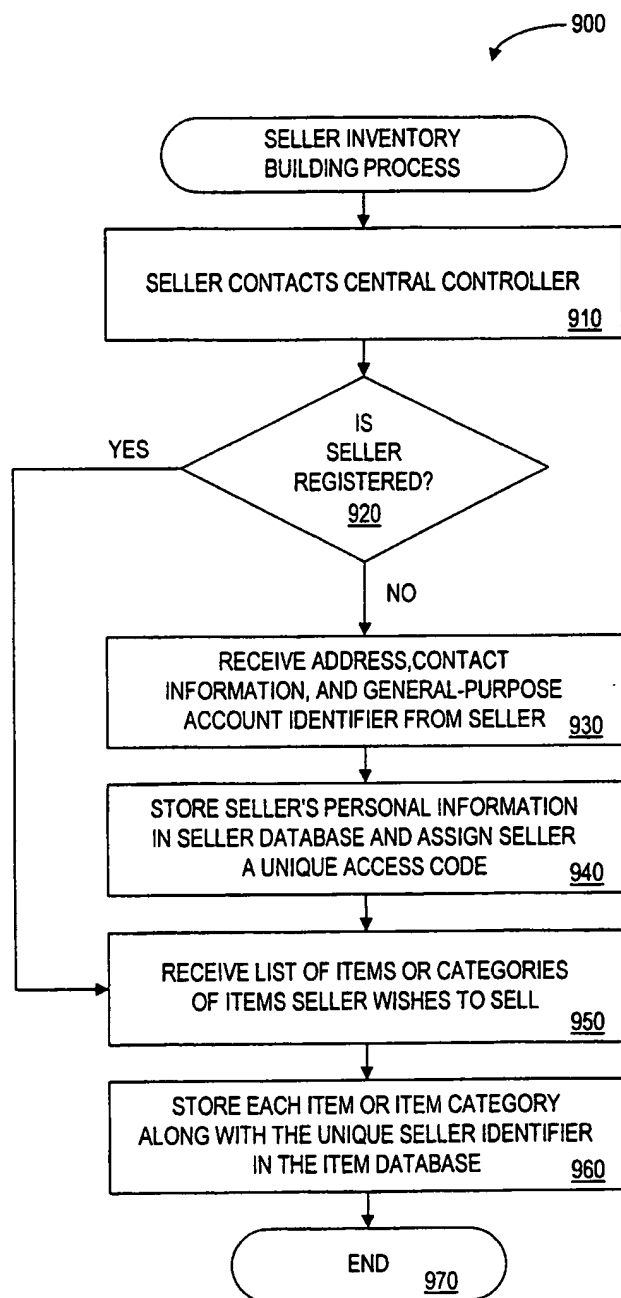 900
SELLER INVENTORY
BUILDING PROCESS
SELLER CONTACTS CENTRAL CONTROLLER
910
IS
SELLER
REGISTERED?
920
YES
NO
RECEIVE ADDRESS,CONTACT
INFORMATION, AND GENERAL-PURPOSE
ACCOUNT IDENTIFIER FROM SELLER
930
STORE SELLER'S PERSONAL INFORMATION
IN SELLER DATABASE AND ASSIGN SELLER
A UNIQUE ACCESS CODE
940
RECEIVE LIST OF ITEMS OR CATEGORIES
OF ITEMS SELLER WISHES TO SELL
950
STORE EACH ITEM OR ITEM CATEGORY
ALONG WITH THE UNIQUE SELLER IDENTIFIER
IN THE ITEM DATABASE
960
END
970